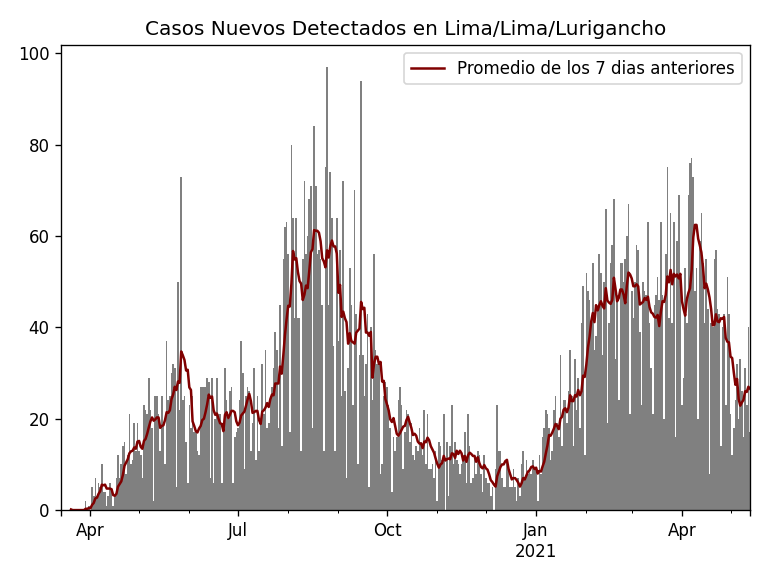 Casos Nuevos Detectados en Lima/Lima/Lurigancho
Promedio de los 7 dias anteriores
100
80
60
40
20
0
Apr Jul Oct Jan Apr
2021